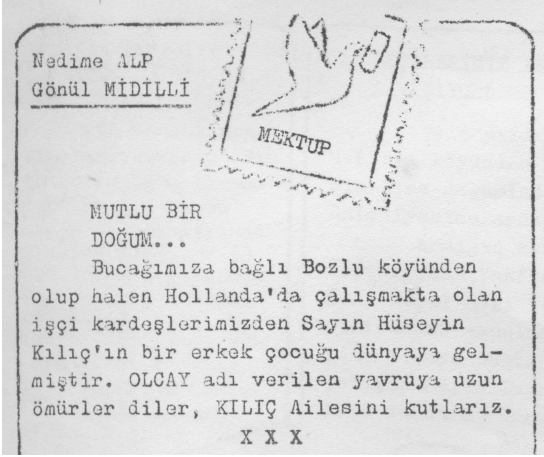 Nedime ALP
Gönül MİDİLLİ
MEKTUP
MUTLU BİR
DOĞUM...
Bucağımıza bağlı Bozlu köyünden
olup halen Hollanda'da çalışmakta olan
işçi kardeşlerimizden Sayın Hüseyin
Kılıç'ın bir erkek çocuğu dünyaya gel-
miştir. OLCAY adı verilen yavruya uzun
ömürler diler, KILIÇ Ailesini kutlarız.
X X X